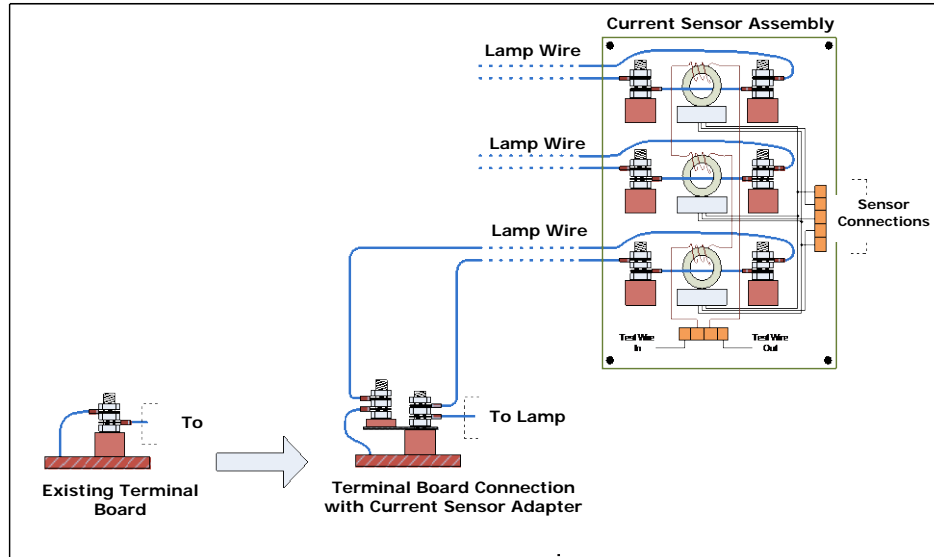 Current Sensor Assembly
Lamp Wire
Lamp Wire
Sensor
Connections
Lamp Wire
Test Wire
In
Test Wire
Out
To
To Lamp
Existing Terminal
Board
Terminal Board Connection
with Current Sensor Adapter